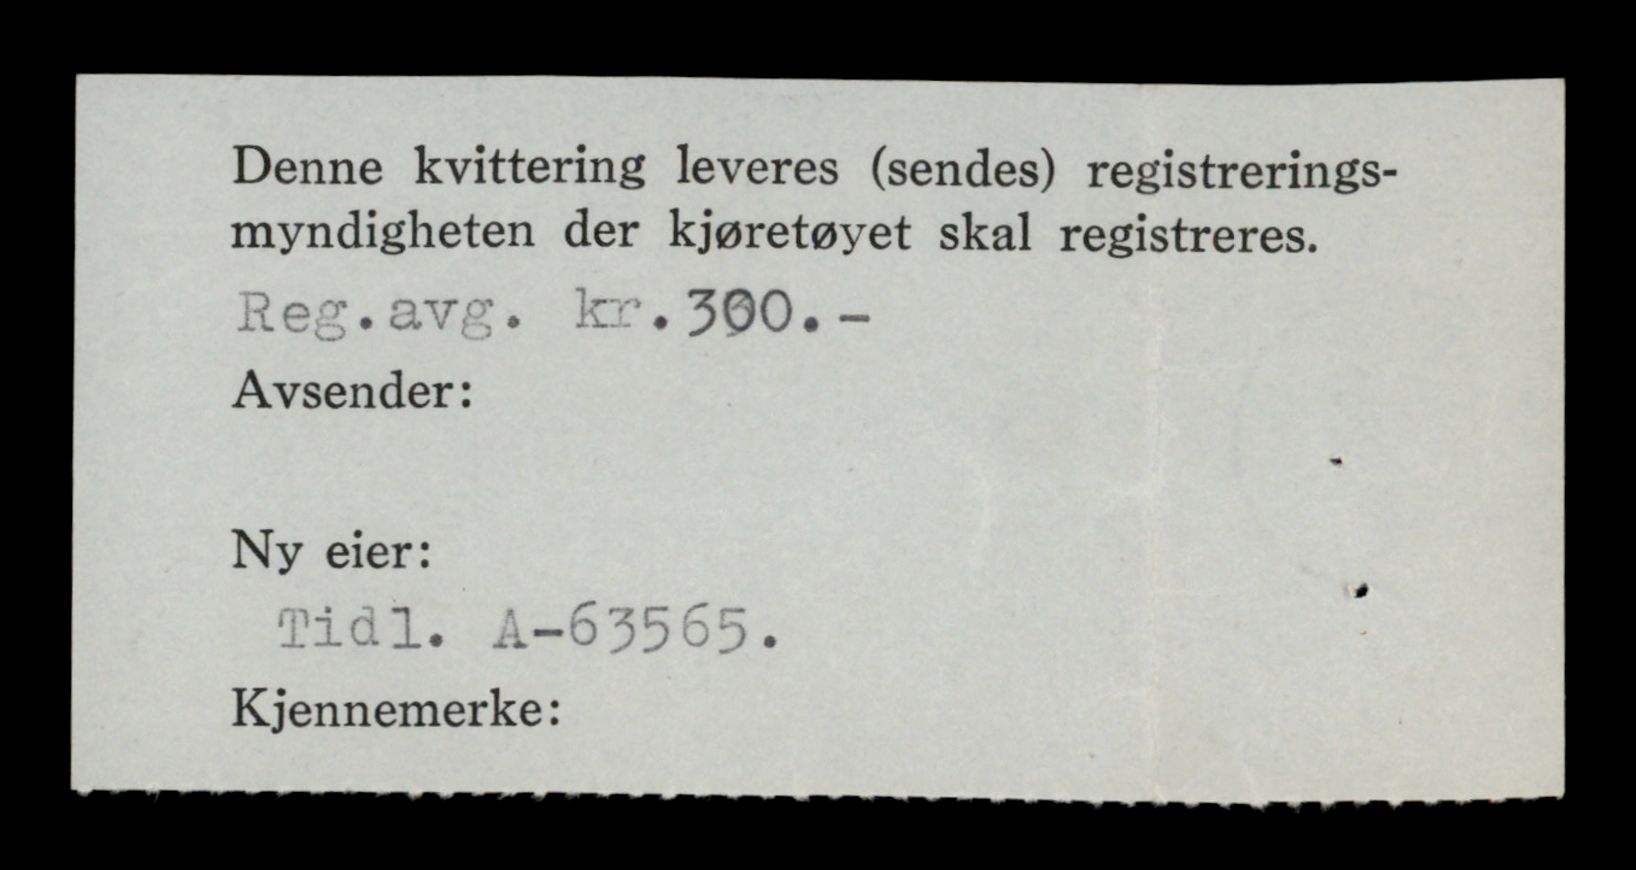 Denne kvittering leveres (sendes) registrerings-
myndigheten der kjøretøyet skal registreres.
Reg.avg. kr.300.-
Avsender:
Ny eier:
Tidl. A-63565.
Kjennemerke: